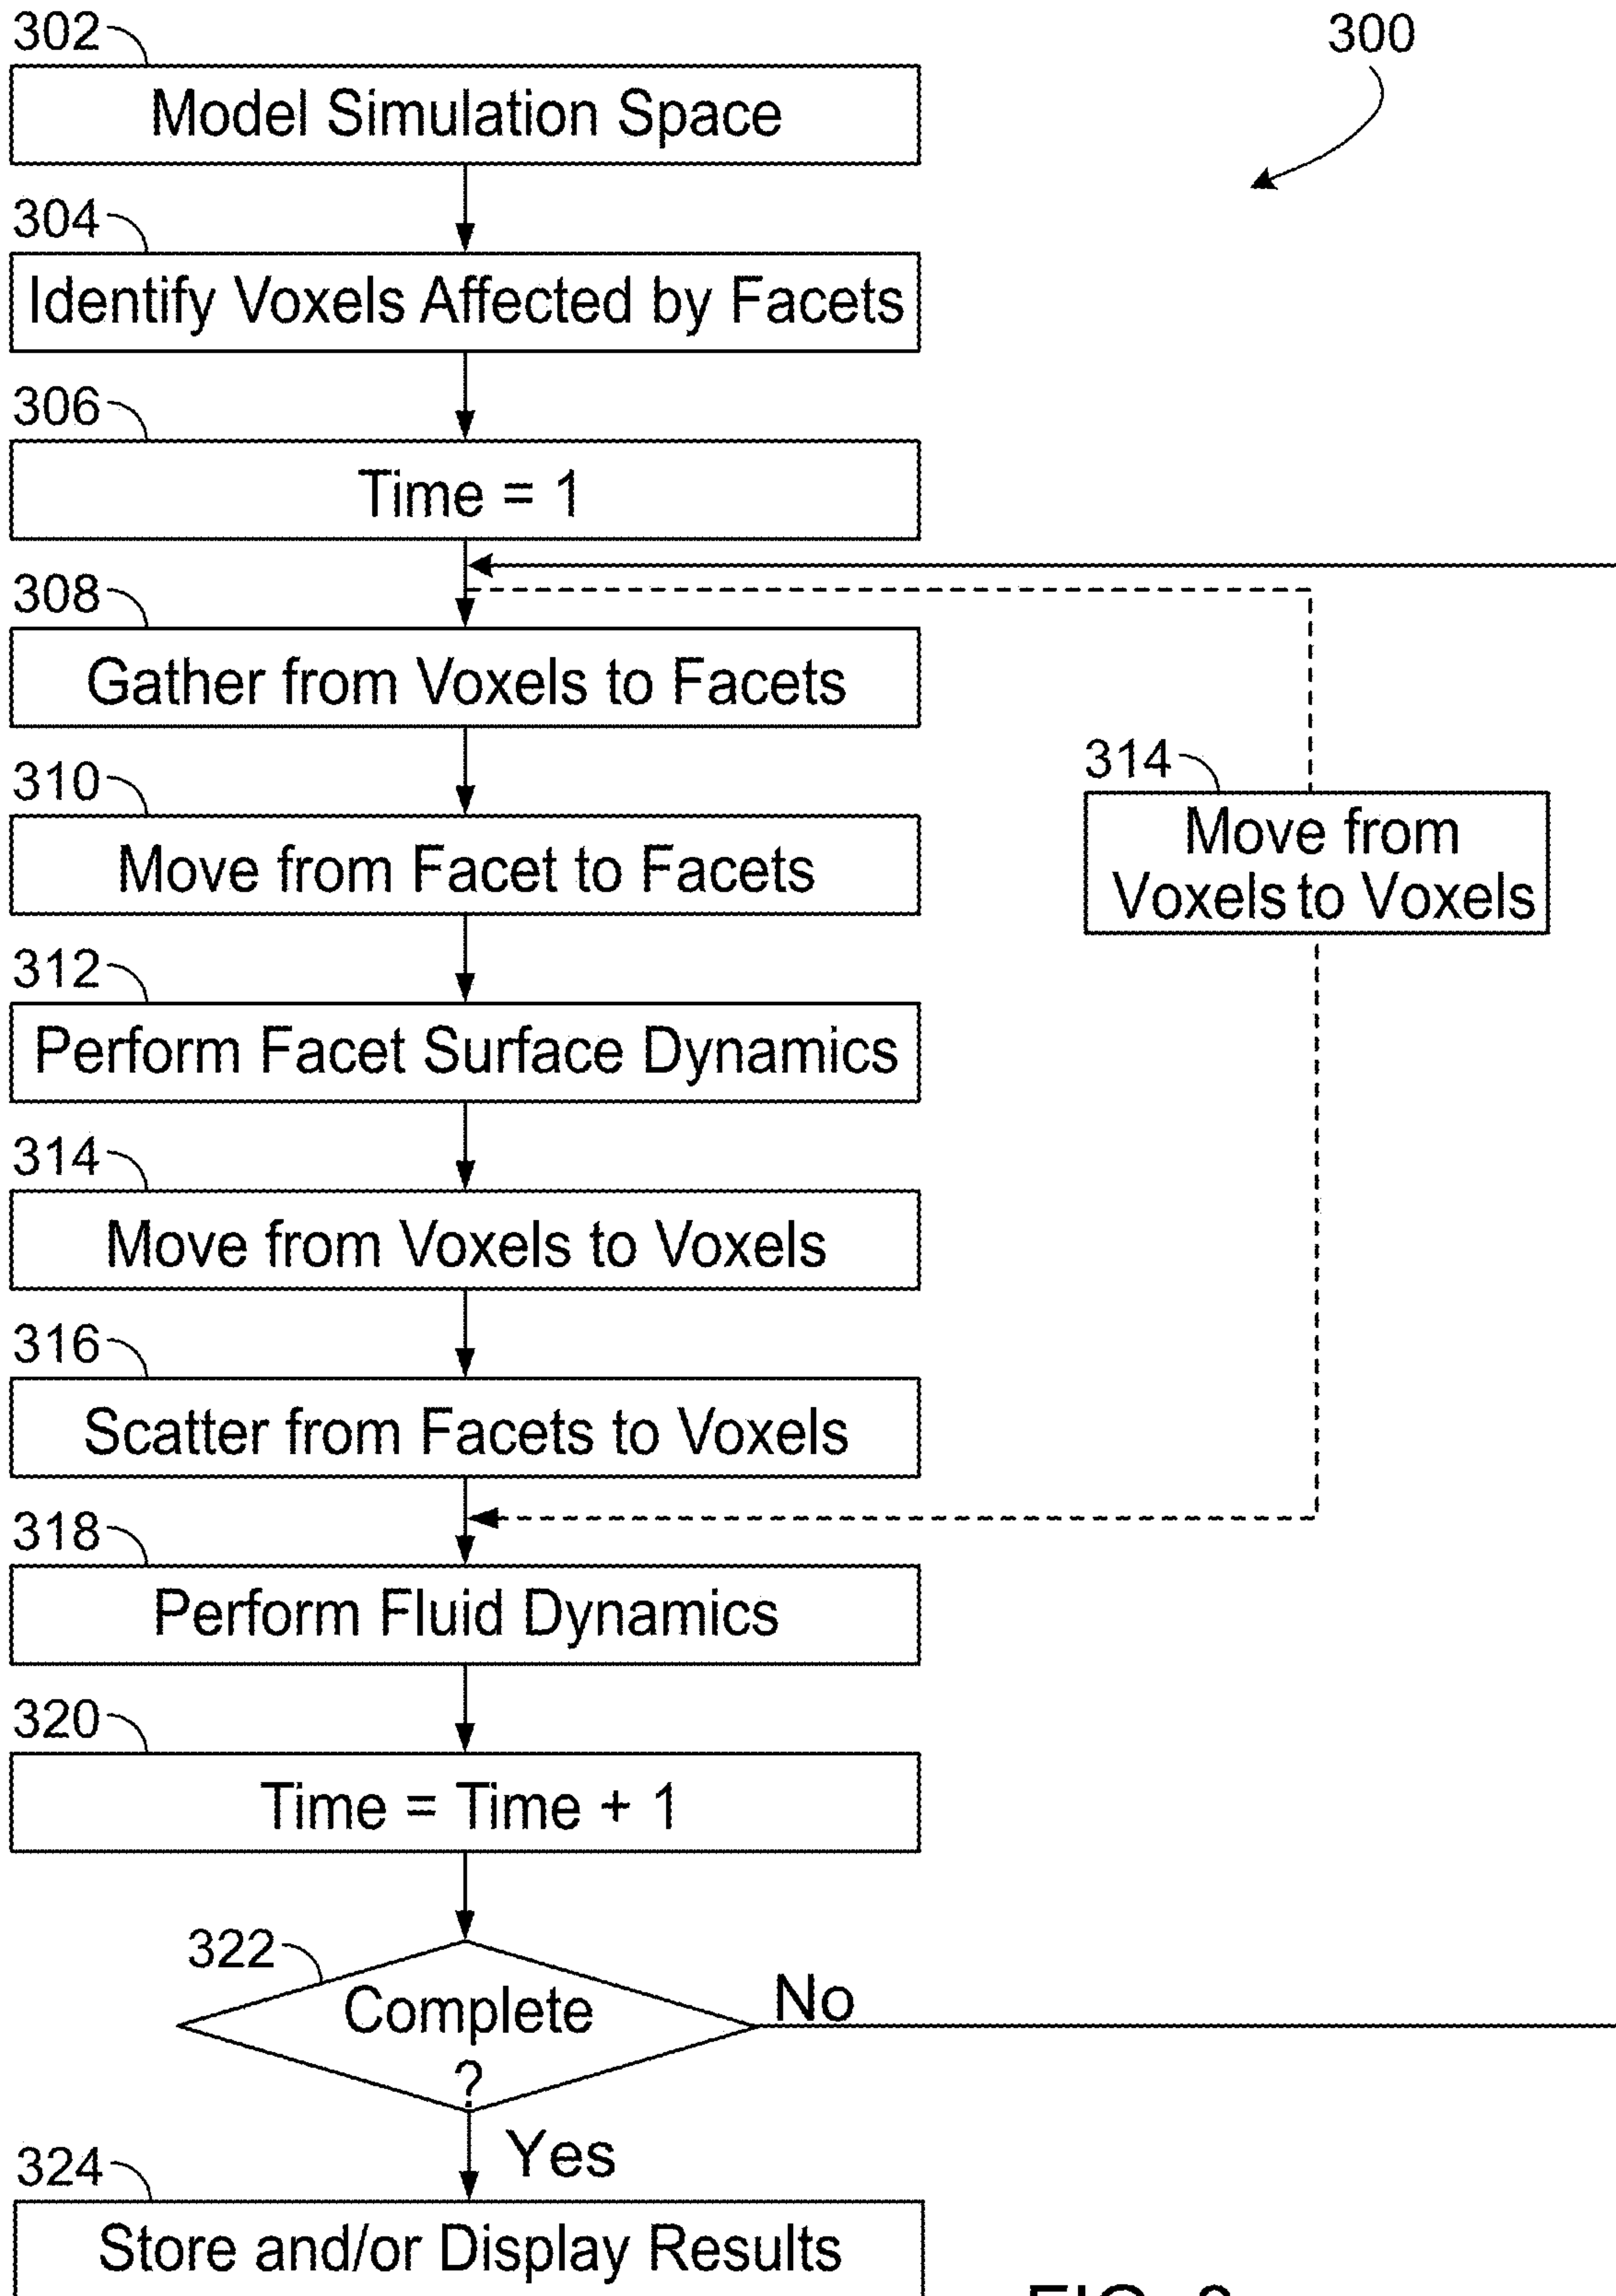 302
300
Model Simulation Space
304
Identify Voxels Affected by Facets
306
Time = 1
308
Gather from Voxels to Facets
310
Move from Facet to Facets
314
Move from
Voxels to Voxels
312
Perform Facet Surface Dynamics
314
Move from Voxels to Voxels
316
Scatter from Facets to Voxels
318
Perform Fluid Dynamics
320
Time = Time + 1
322
Complete
?
No
Yes
324
Store and/or Display Results